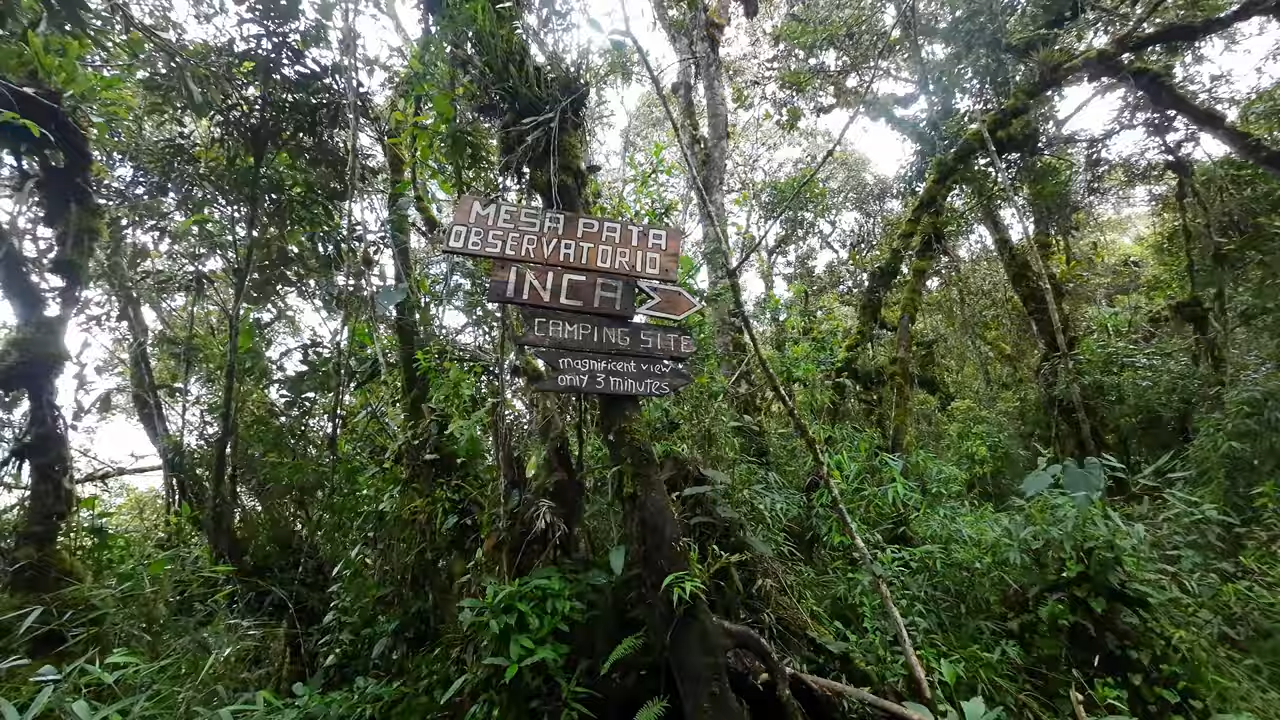 MESA PATA
OBSERVATORIO
INCA
CAMPING SITE
magnificent view
only 3 minutes